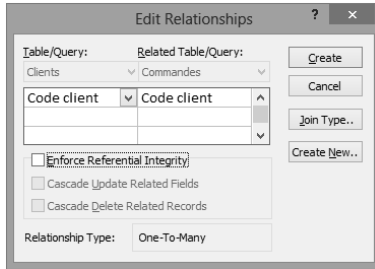 Edit Relationships ? ×
Table/Query: Related Table/Query: Create
Clients Commandes
Cancel
Code client Code client
Join Type..
Create New..
Enforce Referential Integrity
Cascade Update Related Fields
Cascade Delete Related Records
Relationship Type: One-To-Many